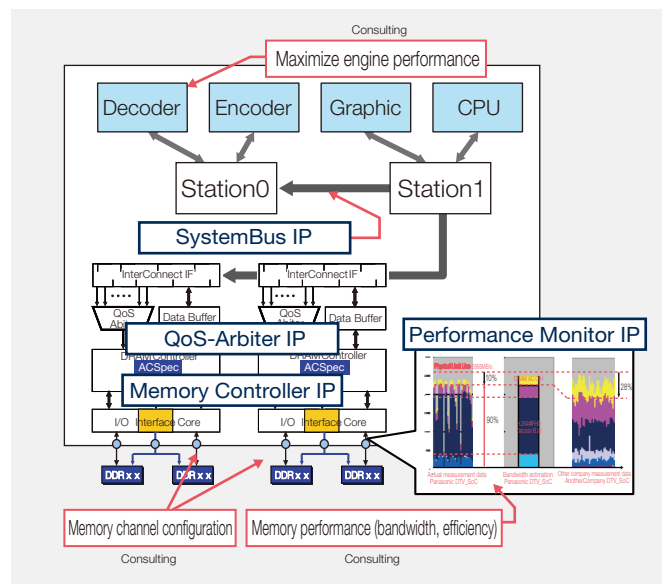 Consulting
Maximize engine performance
Decoder
Encoder
Graphic
CPU
Station0
Station1
SystemBus IP
InterConnect IF
InterConnect IF
QoS
Data Buffer
QoS
Data Buffer
QoS-Arbiter IP
Performance Monitor IP
DRAMController
DRAMController
ACSpec
ACSpec
Memory Controller IP
I/O Interface Core
I/O Interface Core
DDRxx
DDRxx
DDRxx
DDRxx
10%
90%
28%
Actual measurement data
Panasonic DTV_SoC
Bandwidth estimation
Panasonic DTV_SoC
Other company measurement data
AnotherCompany DTV_SoC
Memory channel configuration
Memory performance (bandwidth, efficiency)
Consulting
Consulting